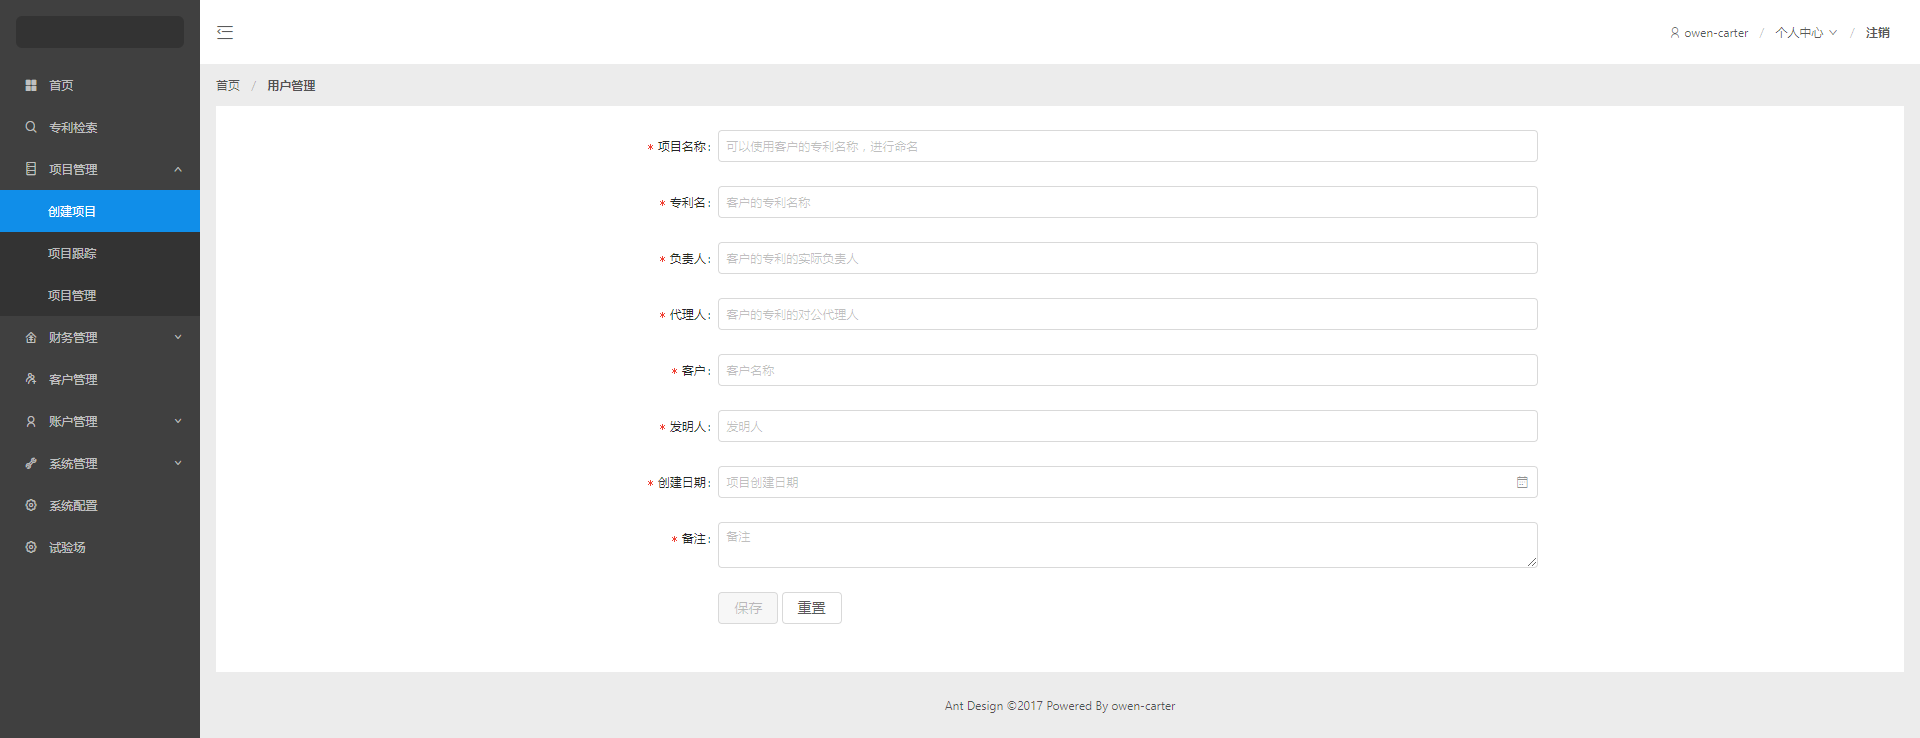 owen-carter / 个人中心 / 注销
首页
专利检索
项目管理
创建项目
项目跟踪
项目管理
财务管理
客户管理
账户管理
系统管理
系统配置
试验场
首页 / 用户管理
* 项目名称: 可以使用客户的专利名称，进行命名
* 专利名: 客户的专利名称
* 负责人: 客户的专利的实际负责人
* 代理人: 客户的专利的对公代理人
* 客户: 客户名称
* 发明人: 发明人
* 创建日期: 项目创建日期
* 备注: 备注
保存 重置
Ant Design ©2017 Powered By owen-carter